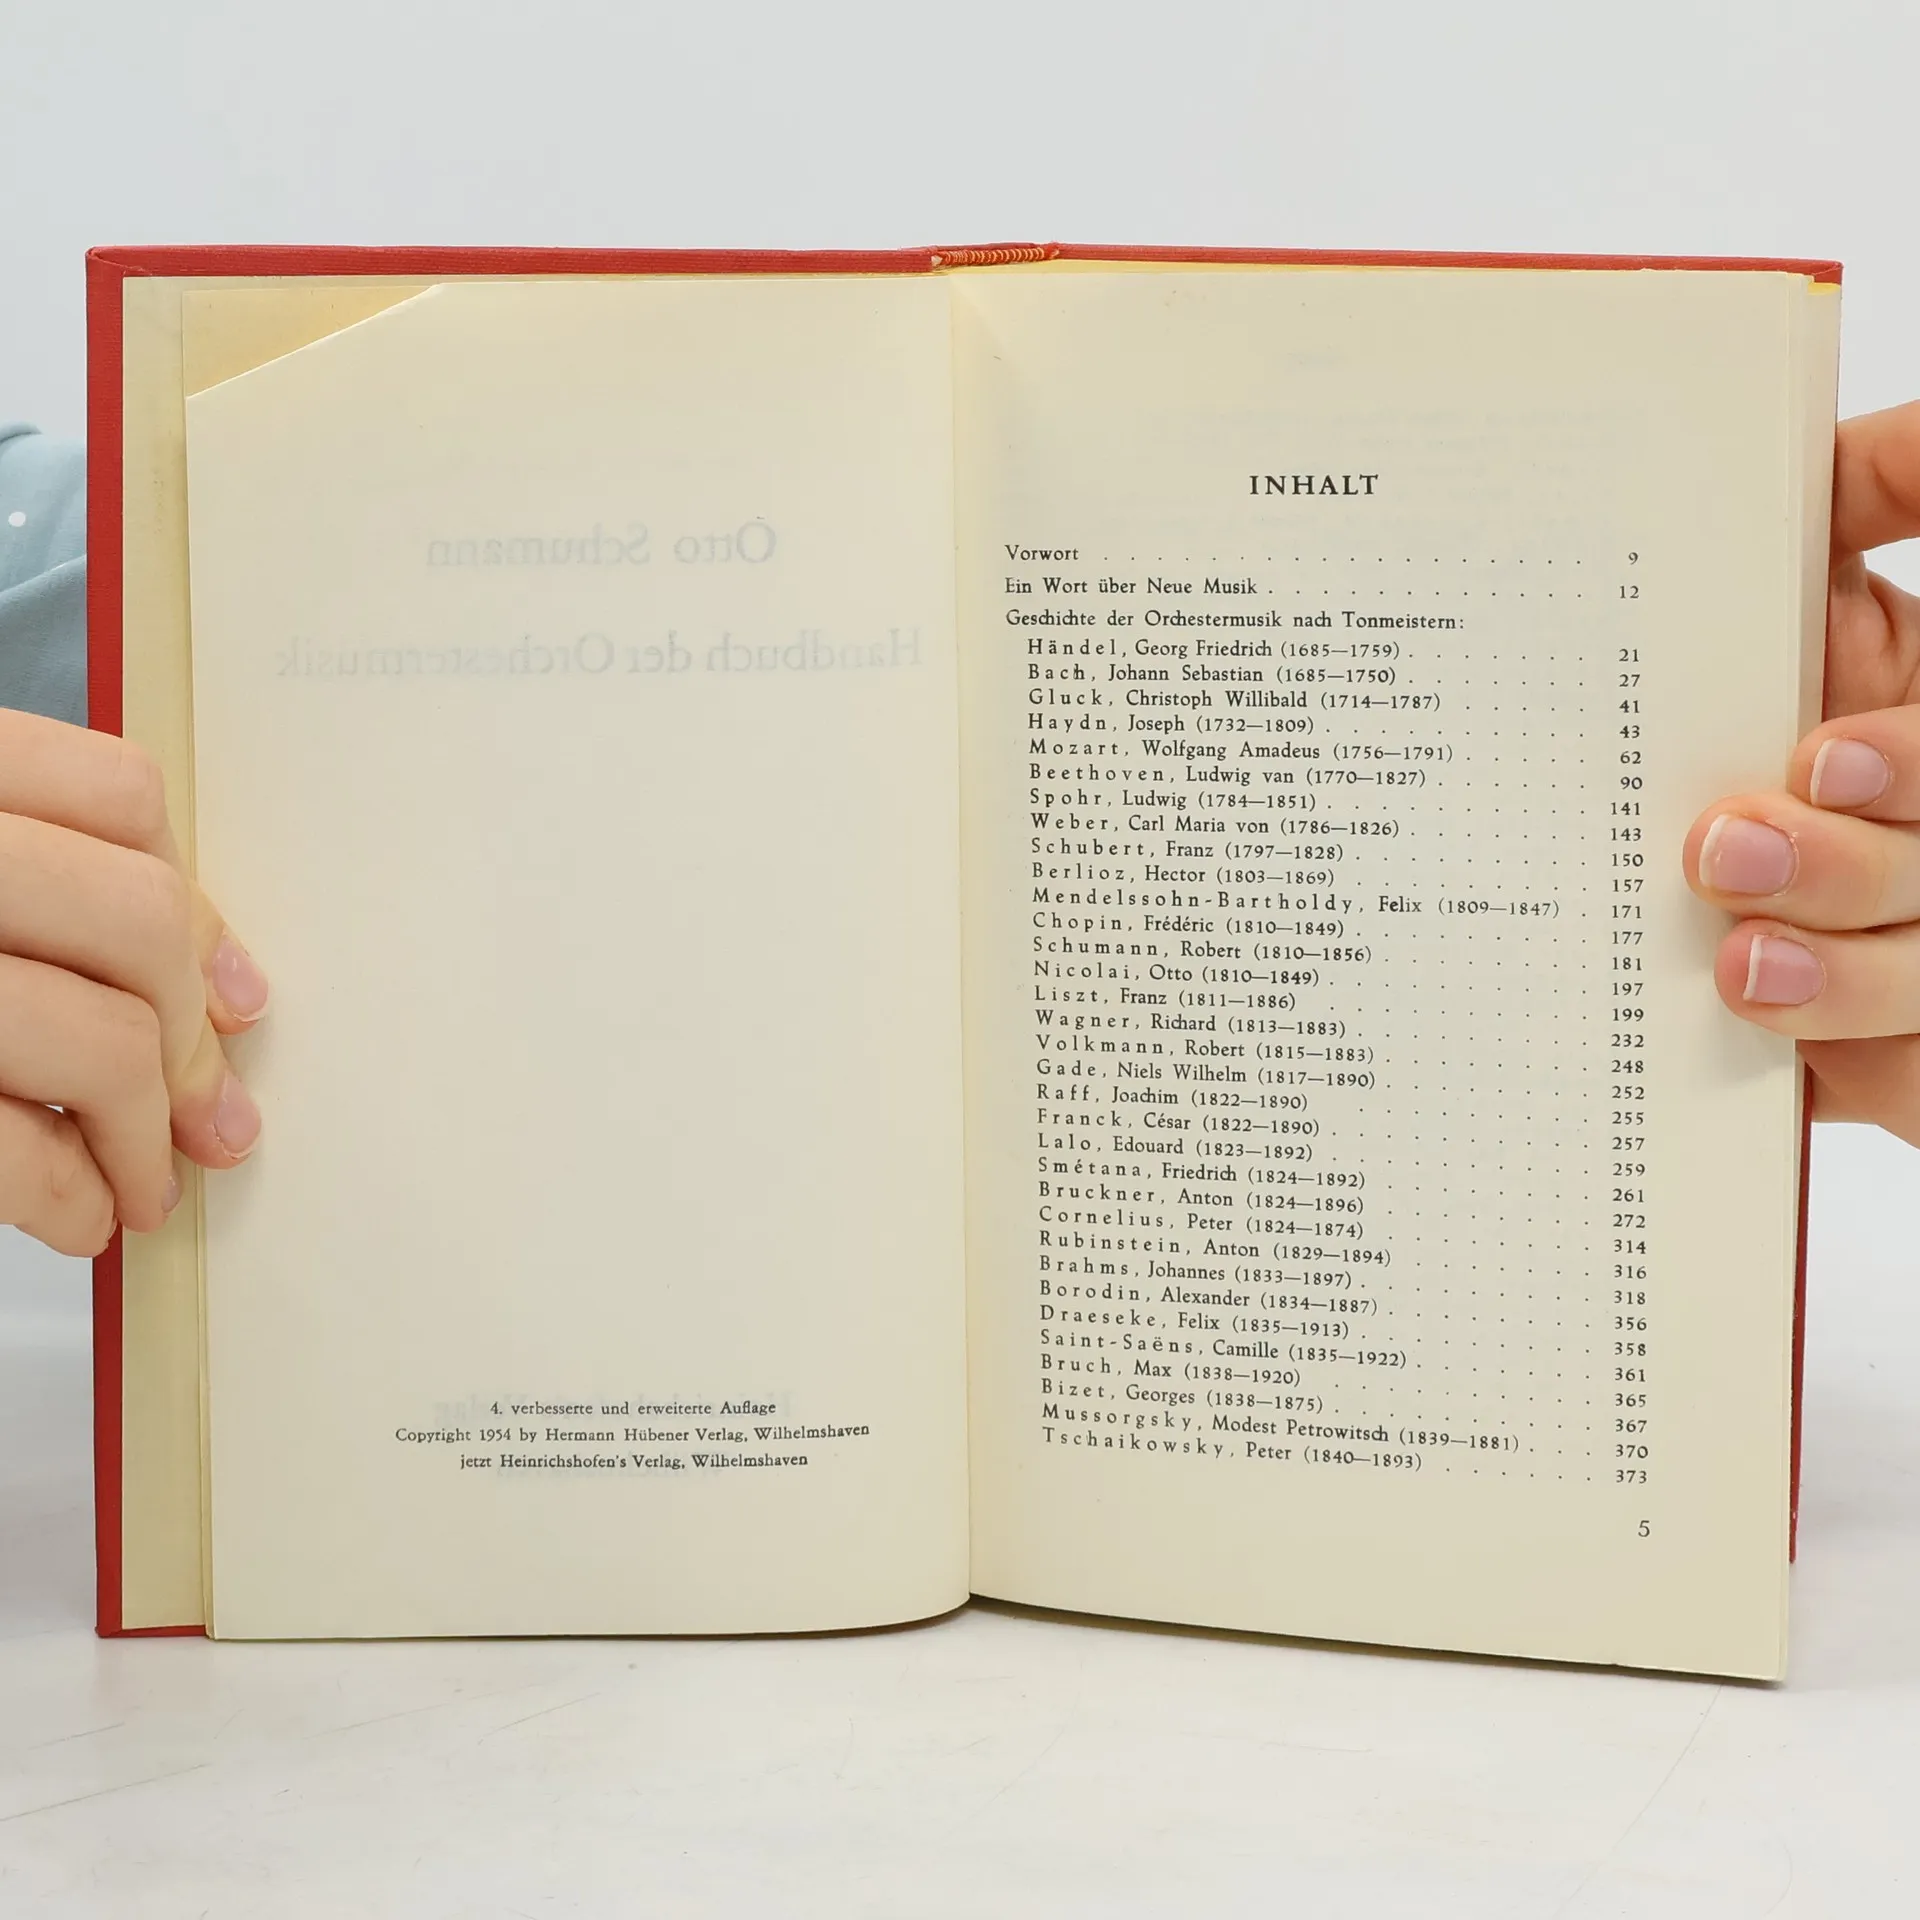 Otto Schumann
Handbuch der Orchestermusik
4. verbesserte und erweiterte Auflage
Copyright 1954 by Hermann Hübener Verlag, Wilhelmshaven
jetzt Heinrichshofen's Verlag, Wilhelmshaven
INHALT
Vorwort . . . . . . . . . . . . . . . . . . 9
Ein Wort über Neue Musik . . . . . . . . . . . . 12
Geschichte der Orchestermusik nach Tonmeistern:
Händel, Georg Friedrich (1685—1759) . . . . . . . 21
Bach, Johann Sebastian (1685—1750) . . . . . . . 27
Gluck, Christoph Willibald (1714—1787) . . . . . 41
Haydn, Joseph (1732—1809) . . . . . . . . . . 43
Mozart, Wolfgang Amadeus (1756—1791) . . . . . 62
Beethoven, Ludwig van (1770—1827) . . . . . . 90
Spohr, Ludwig (1784—1851) . . . . . . . . . . 141
Weber, Carl Maria von (1786—1826) . . . . . . . 143
Schubert, Franz (1797—1828) . . . . . . . . . 150
Berlioz, Hector (1803—1869) . . . . . . . . . 157
Mendelssohn-Bartholdy, Felix (1809—1847) . 171
Chopin, Frédéric (1810—1849) . . . . . . . . . 177
Schumann, Robert (1810—1856) . . . . . . . . 181
Nicolai, Otto (1810—1849) . . . . . . . . . . 197
Liszt, Franz (1811—1886) . . . . . . . . . . 199
Wagner, Richard (1813—1883) . . . . . . . . . 232
Volkmann, Robert (1815—1883) . . . . . . . . 248
Gade, Niels Wilhelm (1817—1890) . . . . . . . . 252
Raff, Joachim (1822—1890) . . . . . . . . . 255
Franck, César (1822—1890) . . . . . . . . . . 257
Lalo, Edouard (1823—1892) . . . . . . . . . . 259
Smétana, Friedrich (1824—1892) . . . . . . . . 261
Bruckner, Anton (1824—1896) . . . . . . . . 272
Cornelius, Peter (1824—1874) . . . . . . . . 314
Rubinstein, Anton (1829—1894) . . . . . . . 316
Brahms, Johannes (1833—1897) . . . . . . . . . 318
Borodin, Alexander (1834—1887) . . . . . . . . 356
Draeseke, Felix (1835—1913) . . . . . . . . . 358
Saint-Saëns, Camille (1835—1922) . . . . . . . 361
Bruch, Max (1838—1920) . . . . . . . . . . 365
Bizet, Georges (1838—1875) . . . . . . . . . . 367
Mussorgsky, Modest Petrowitsch (1839—1881) . . . 370
Tschaikowsky, Peter (1840—1893) . . . . . . 373
5